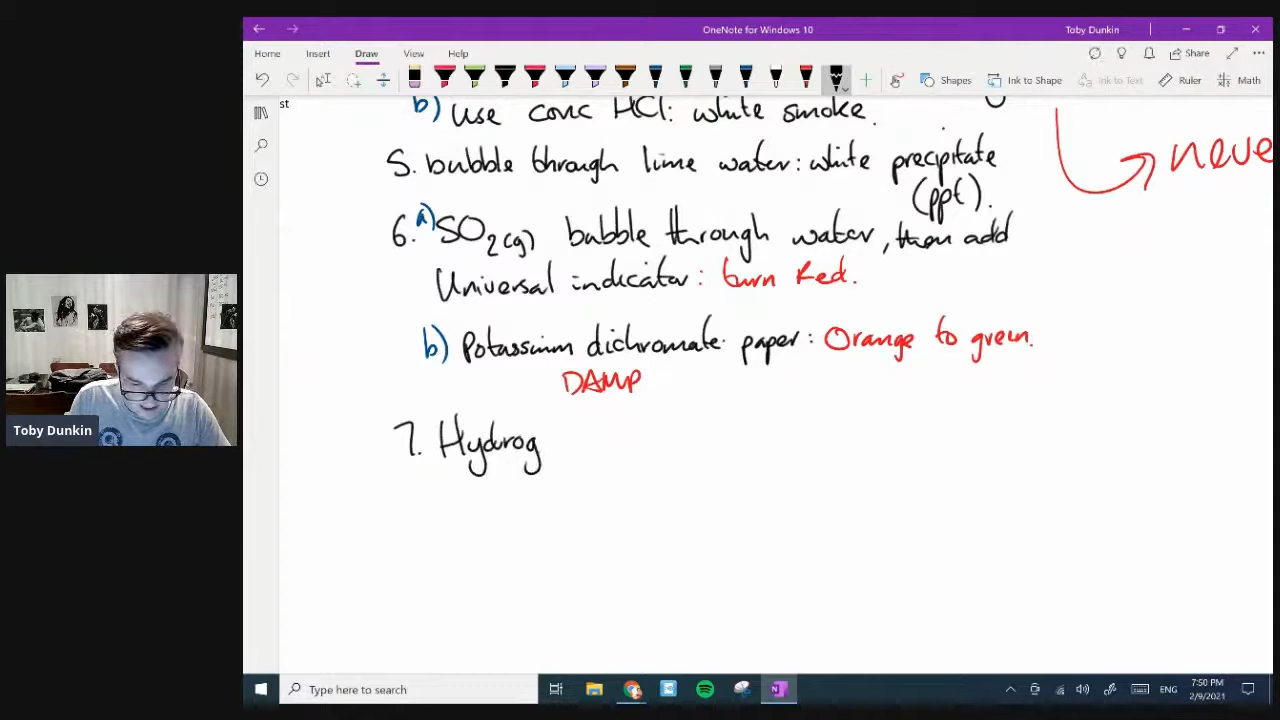 OneNote for Windows 10
Toby Dunkin
Home Insert Draw View Help
Share
Shapes Ink to Shape Ink to Text Ruler Math
st
b) Use conc HCl: white smoke.
5. bubble through lime water: white precipitate
(ppt).
neve
6. a) SO2(g) bubble through water, then add
Universal indicator: turn Red.
b) Potassium dichromate paper: Orange to green.
DAMP
7. Hydrog
Toby Dunkin
Type here to search
ENG
7:50 PM
2/9/2021